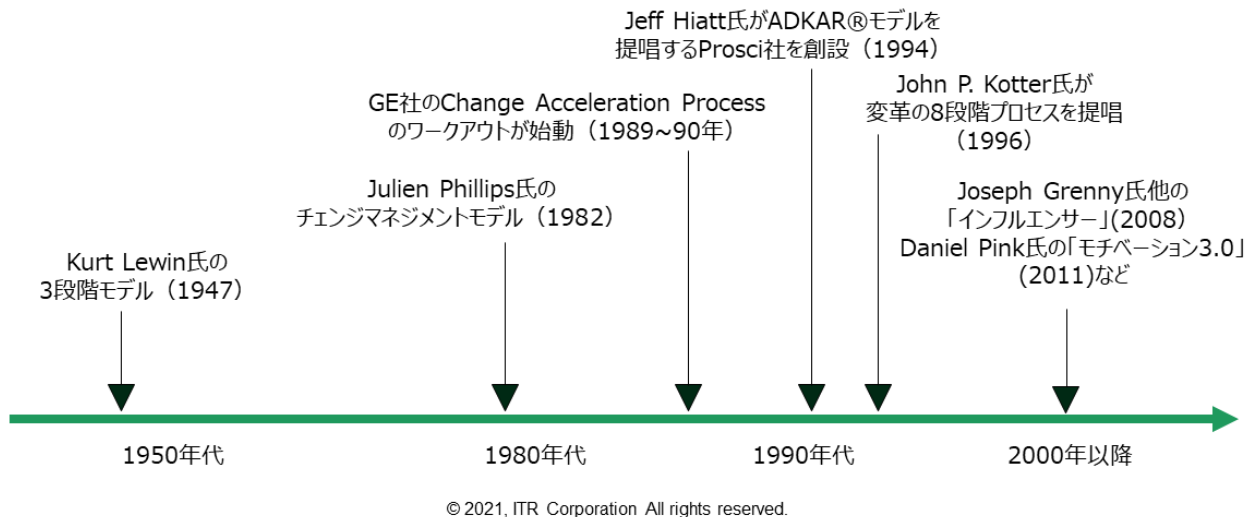 Jeff Hiatt氏がADKAR®モデルを
提唱するProsci社を創設（1994）
John P. Kotter氏が
変革の8段階プロセスを提唱
（1996）
GE社のChange Acceleration Process
のワークアウトが始動（1989~90年）
Julien Phillips氏の
チェンジマネジメントモデル（1982）
Joseph Grenny氏他の
「インフルエンサー」(2008）
Daniel Pink氏の「モチベーション3.0」
(2011)など
Kurt Lewin氏の
3段階モデル（1947）
1950年代
1980年代
1990年代
2000年以降
© 2021, ITR Corporation All rights reserved.